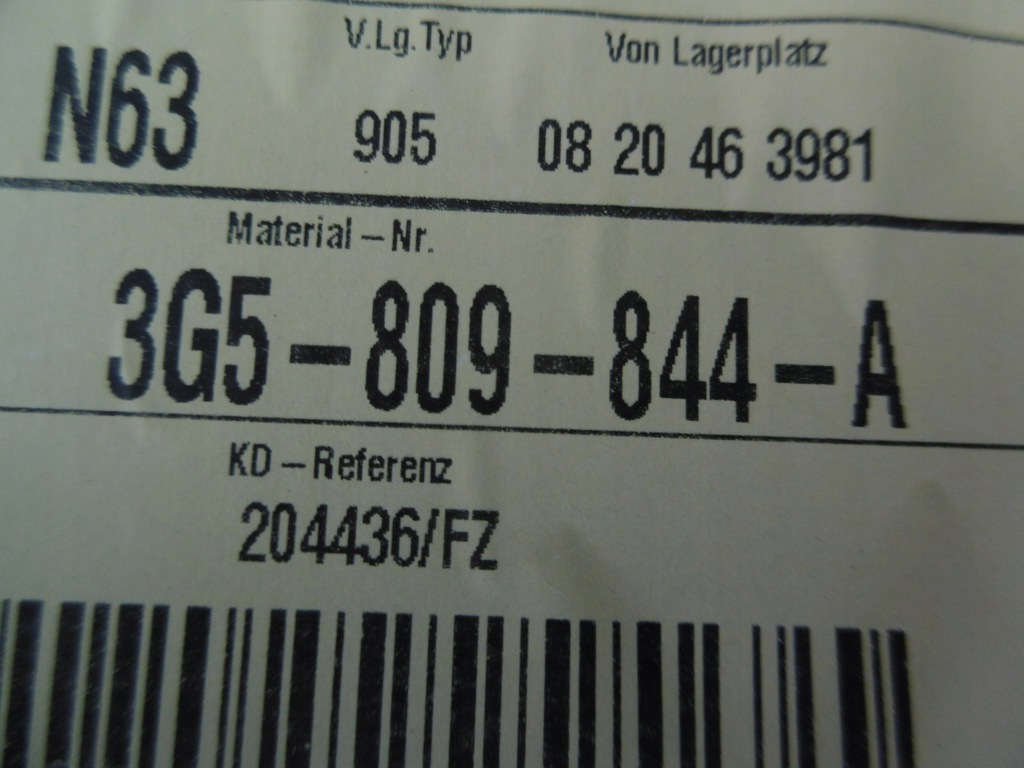 N63 V.Lg.Typ Von Lagerplatz
905 08 20 46 3981
Material - Nr.
3G5-809-844-A
KD - Referenz
204436/FZ